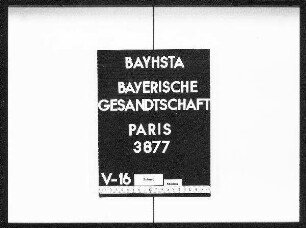 BAYHSTA
BAYERISCHE
GESANDTSCHAFT
PARIS
3877
V-16